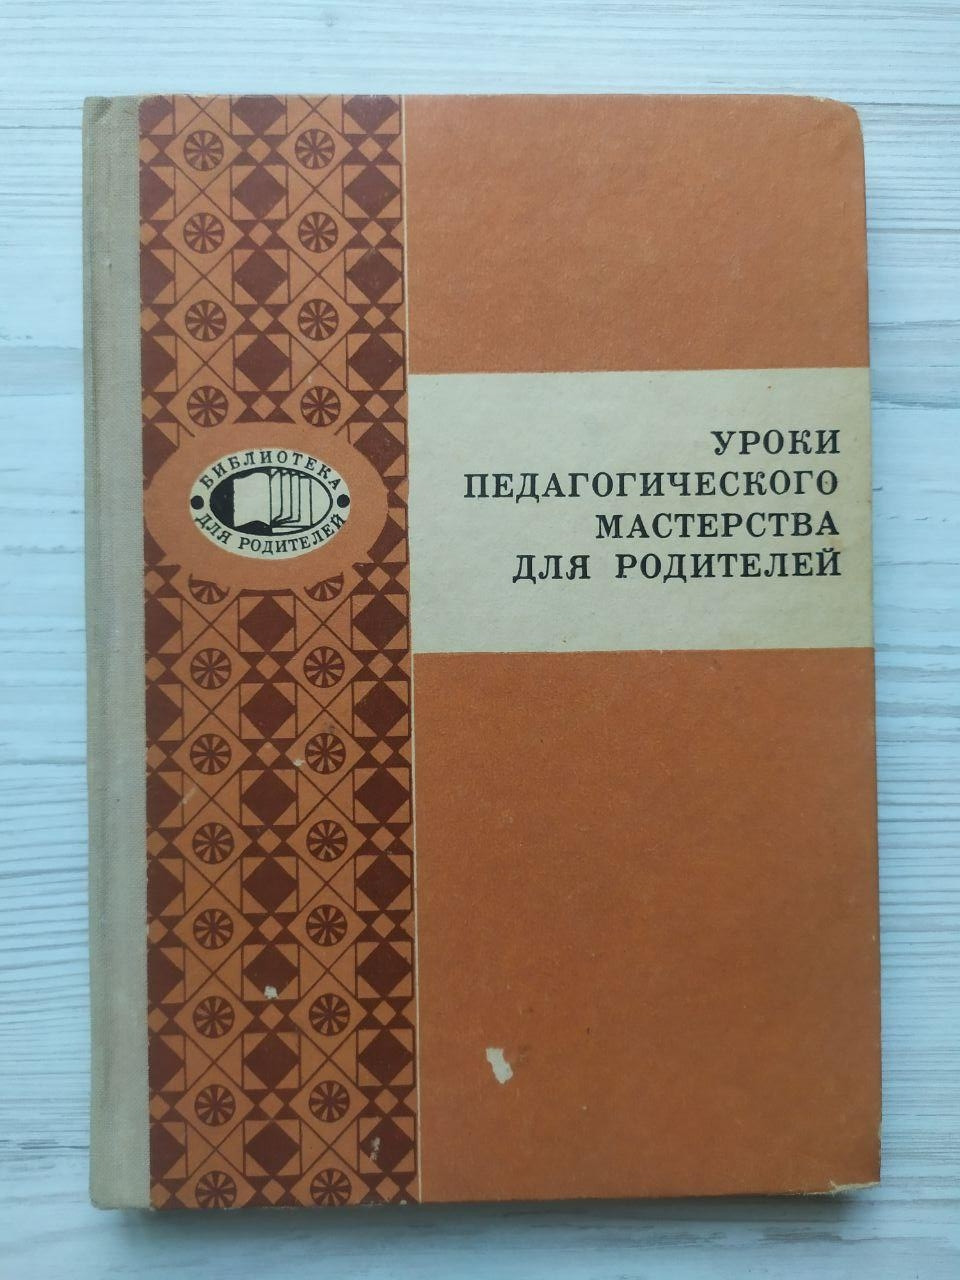 УРОКИ
ПЕДАГОГИЧЕСКОГО
МАСТЕРСТВА
ДЛЯ РОДИТЕЛЕЙ
БИБЛИОТЕКА
ДЛЯ РОДИТЕЛЕЙ